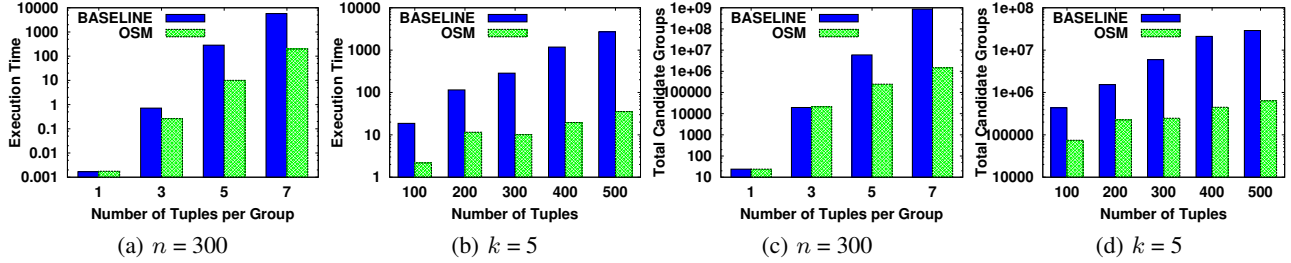 Execution Time
10000
1000
100
10
1
0.1
0.01
0.001
BASELINE
OSM
1 3 5 7
Number of Tuples per Group
(a) n = 300
Execution Time
1000
100
10
1
BASELINE
OSM
100 200 300 400 500
Number of Tuples
(b) k = 5
Total Candidate Groups
1e+09
1e+08
1e+07
1e+06
100000
10000
1000
100
10
BASELINE
OSM
1 3 5 7
Number of Tuples per Group
(c) n = 300
Total Candidate Groups
1e+08
1e+07
1e+06
100000
10000
BASELINE
OSM
100 200 300 400 500
Number of Tuples
(d) k = 5